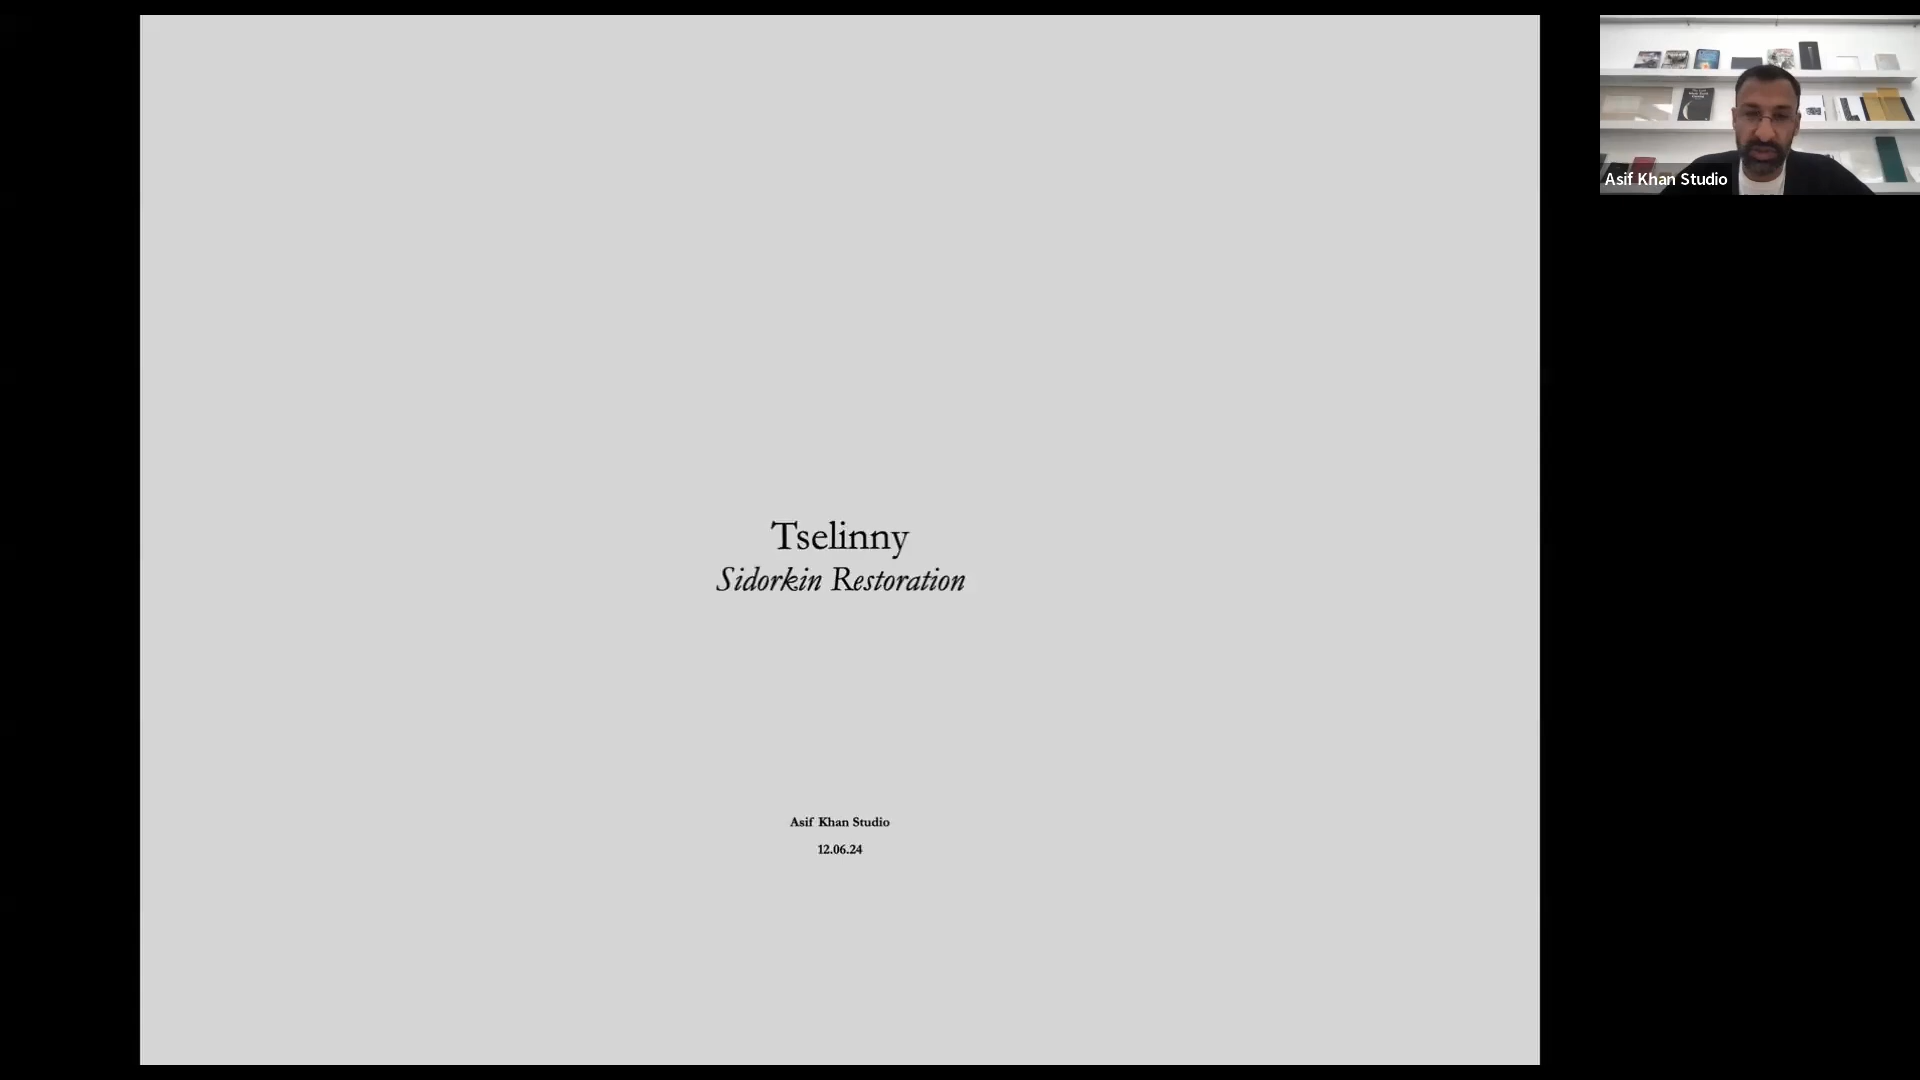 Tselinny
Sidorkin Restoration
Asif Khan Studio
12.06.24
Asif Khan Studio